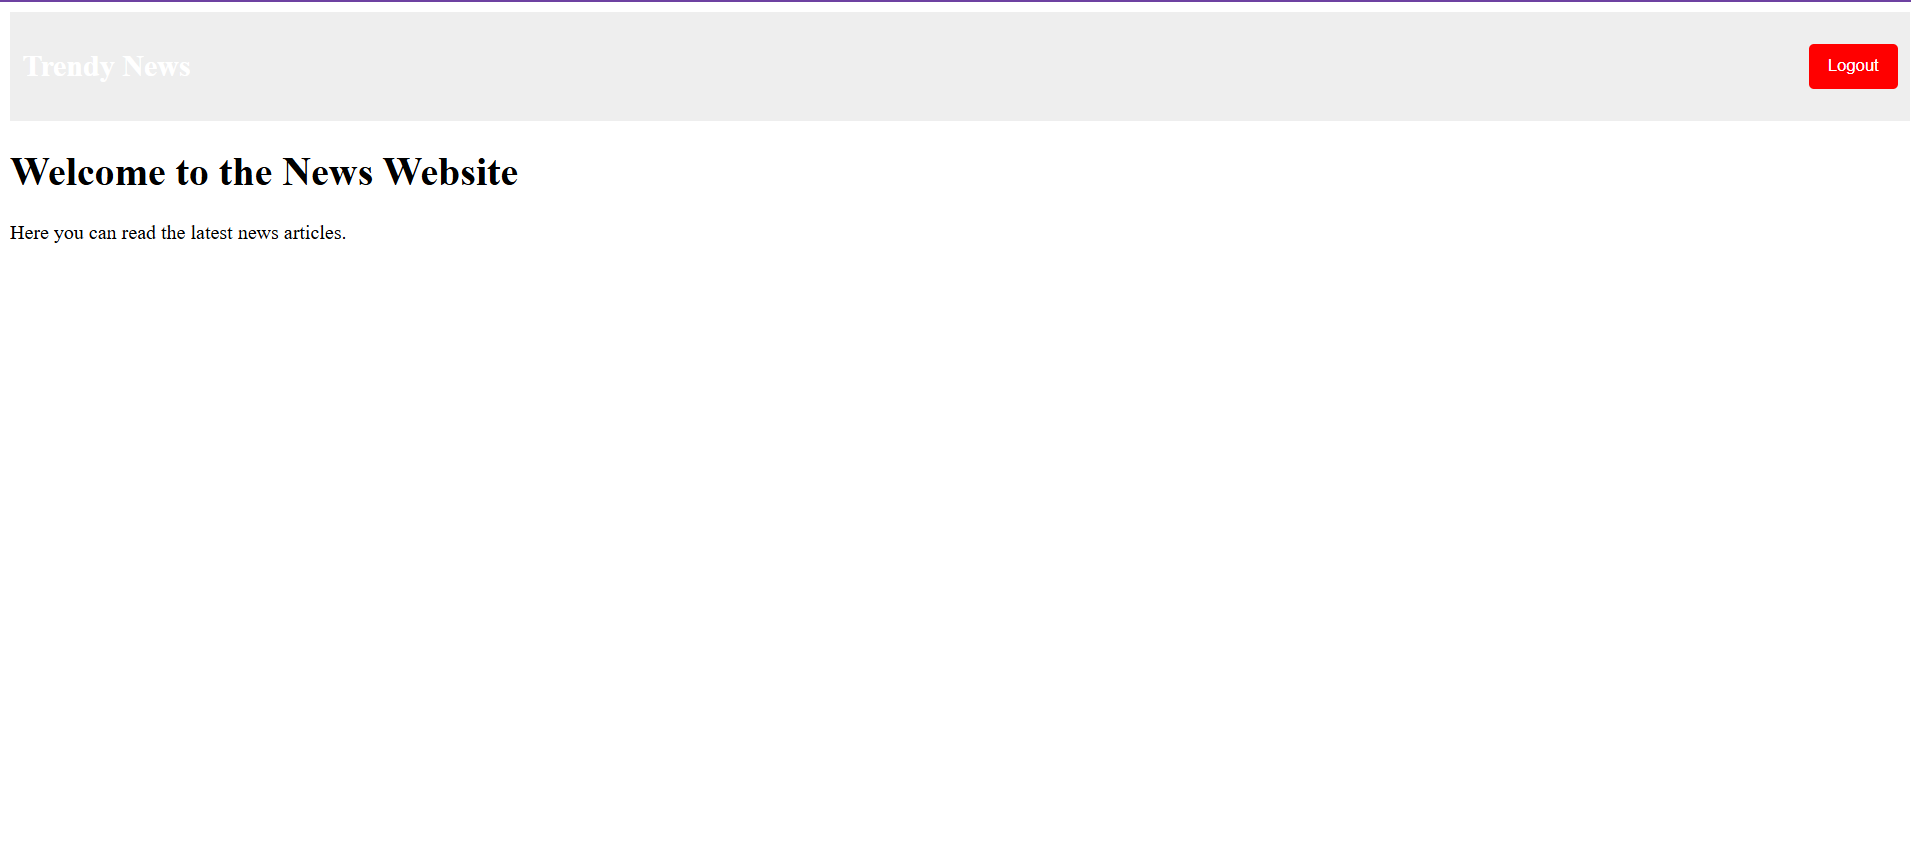 Trendy News
Logout
Welcome to the News Website
Here you can read the latest news articles.